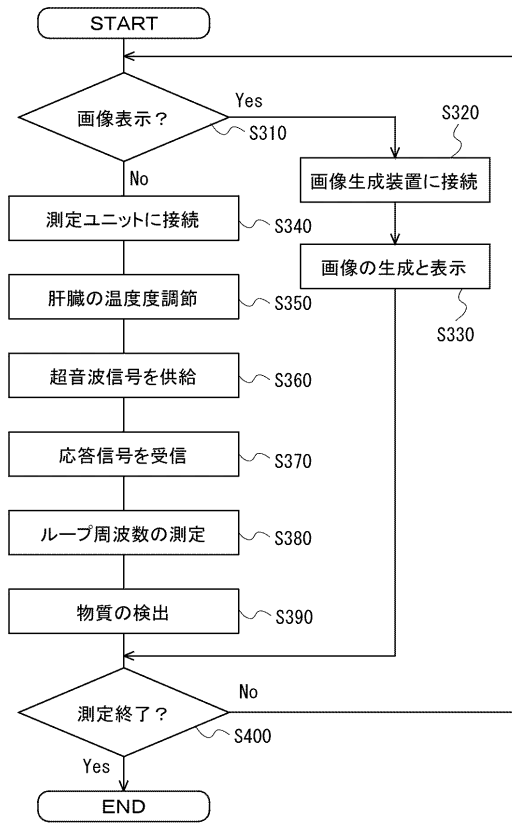 START
画像表示？
Yes
S310
No
S320
画像生成装置に接続
画像の生成と表示
S330
測定ユニットに接続
S340
肝臓の温度度調節
S350
超音波信号を供給
S360
応答信号を受信
S370
ループ周波数の測定
S380
物質の検出
S390
測定終了？
No
S400
Yes
END